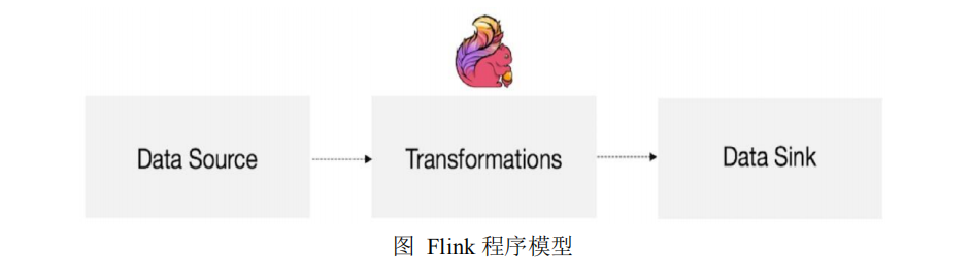 Data Source
Transformations
Data Sink
图 Flink 程序模型